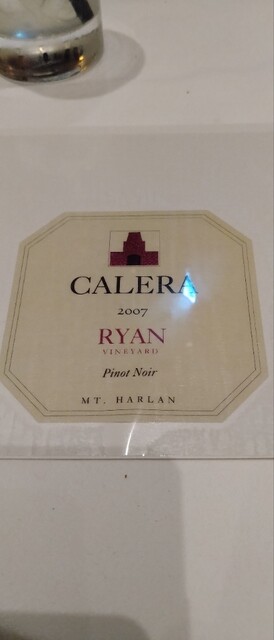 CALERA
2007
RYAN
VINEYARD
Pinot Noir
MT. HARLAN